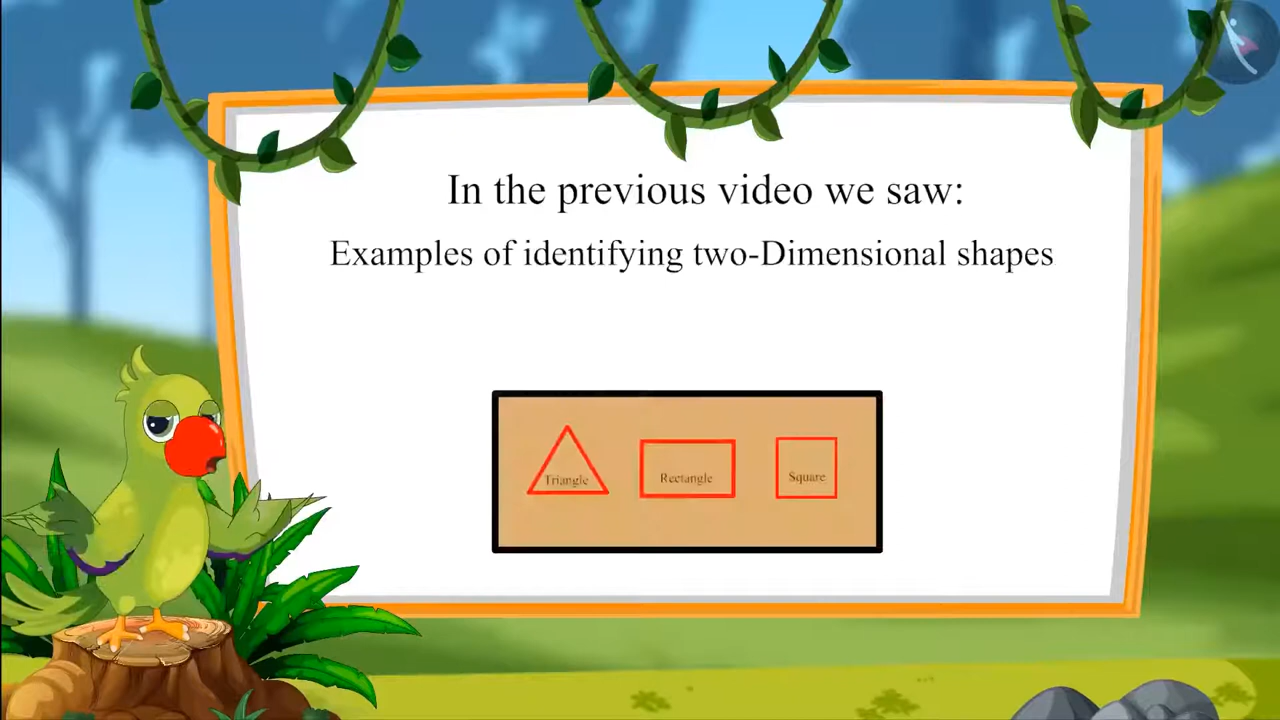 In the previous video we saw:
Examples of identifying two-Dimensional shapes
Triangle
Rectangle
Square